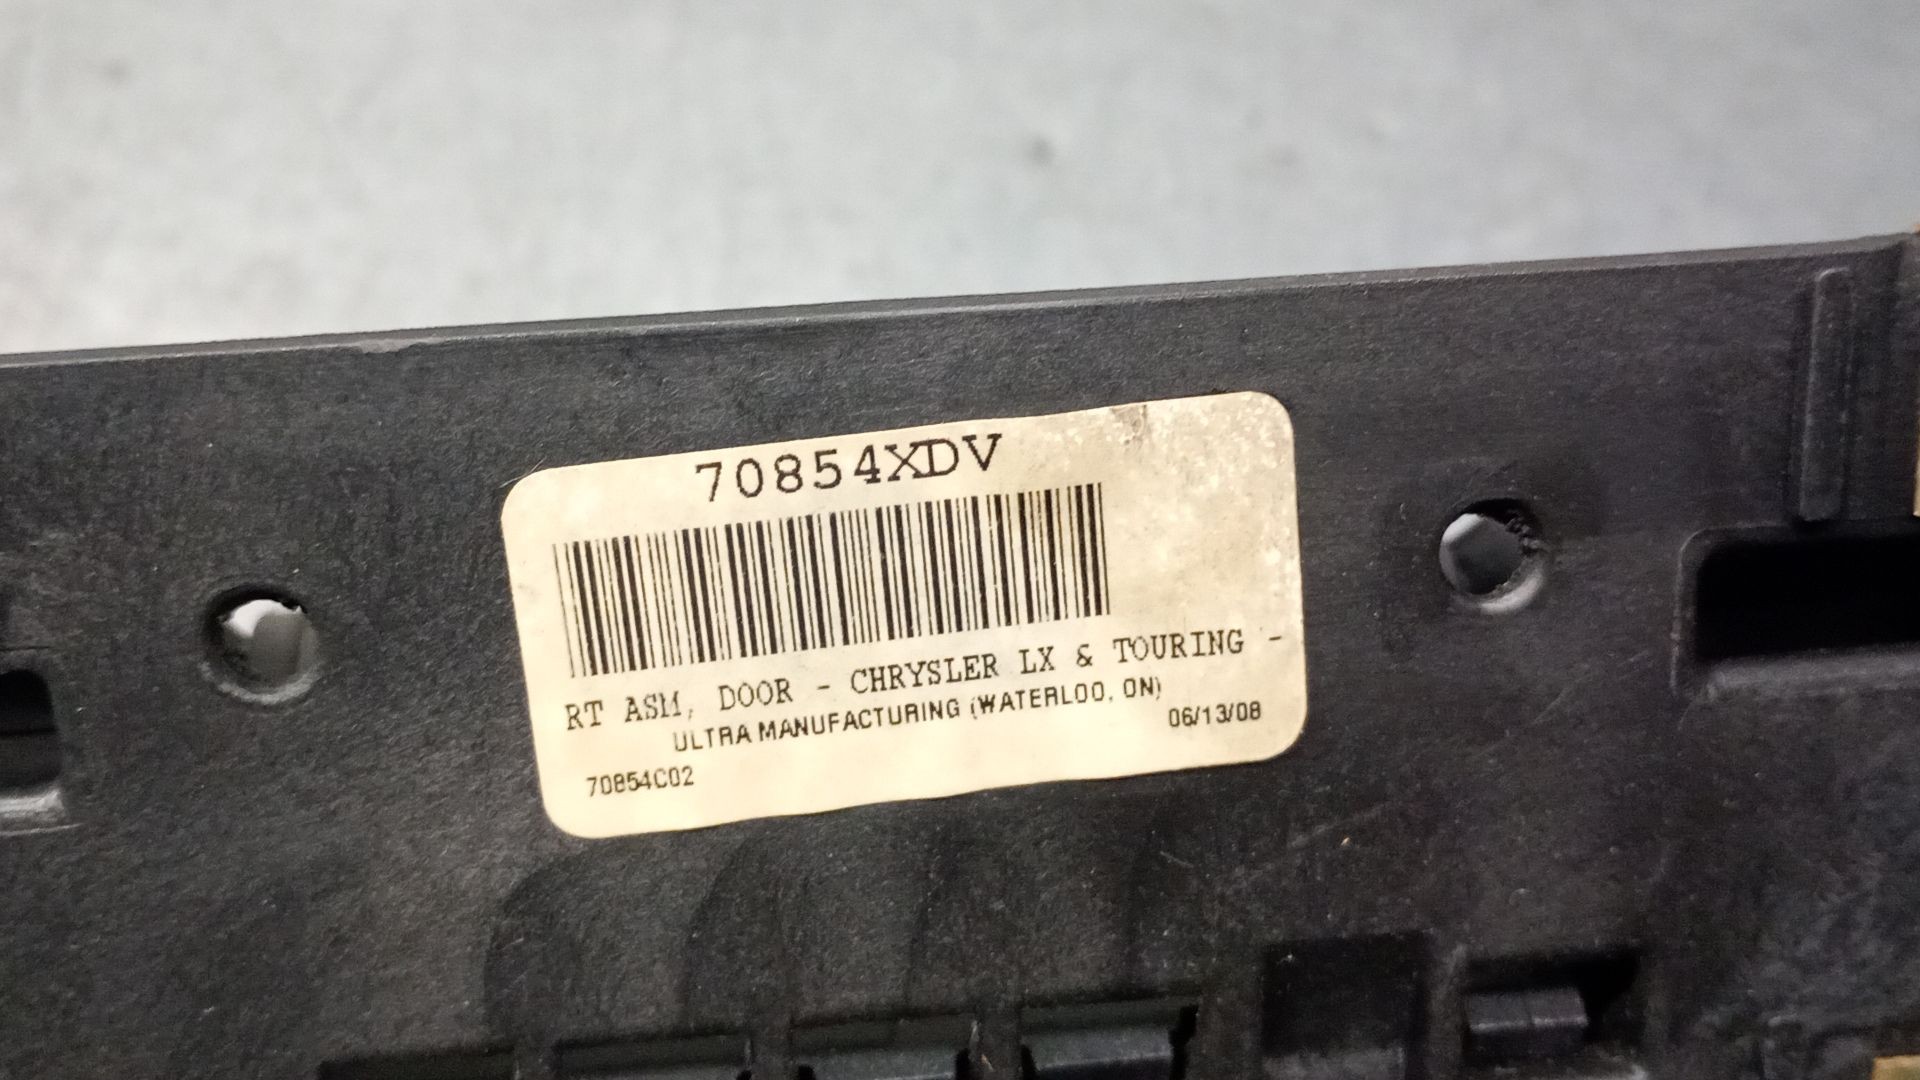 70854XDV
RT ASM, DOOR - CHRYSLER LX & TOURING -
ULTRA MANUFACTURING (WATERLOO, ON)
06/13/08
70854C02